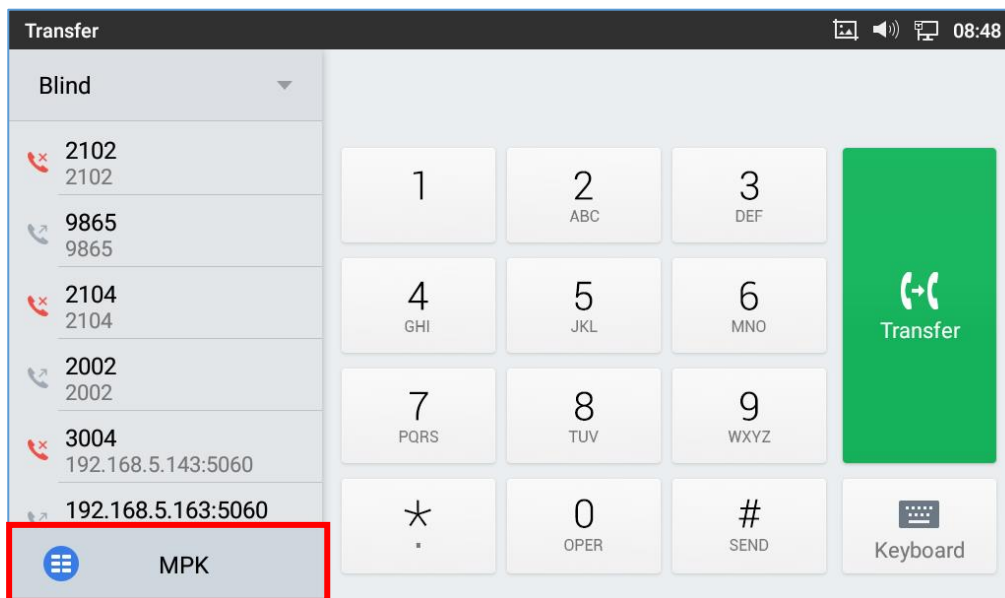 Transfer
08:48
Blind
2102
2102
9865
9865
2104
2104
2002
2002
3004
192.168.5.143:5060
192.168.5.163:5060
MPK
1
2
ABC
3
DEF
4
GHI
5
JKL
6
MNO
7
PQRS
8
TUV
9
WXYZ
*
.
0
OPER
#
SEND
Transfer
Keyboard